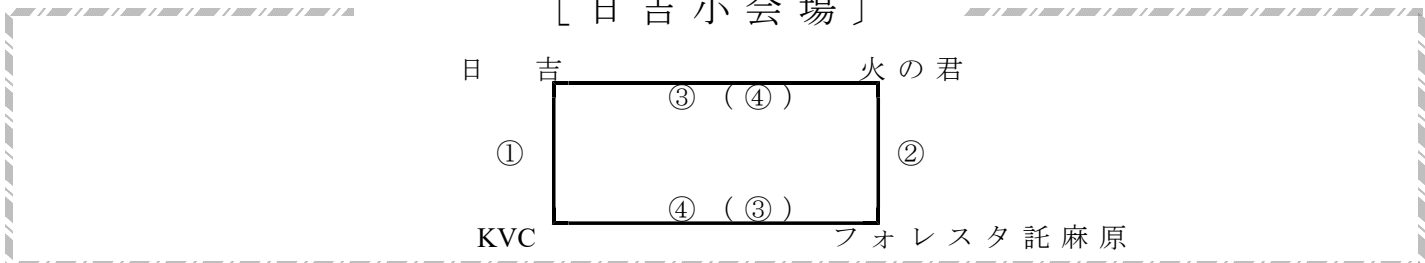 ［日吉小会場］
日　吉　火の君
③（④）
①　②
④（③）
KVC　フォレスタ託麻原